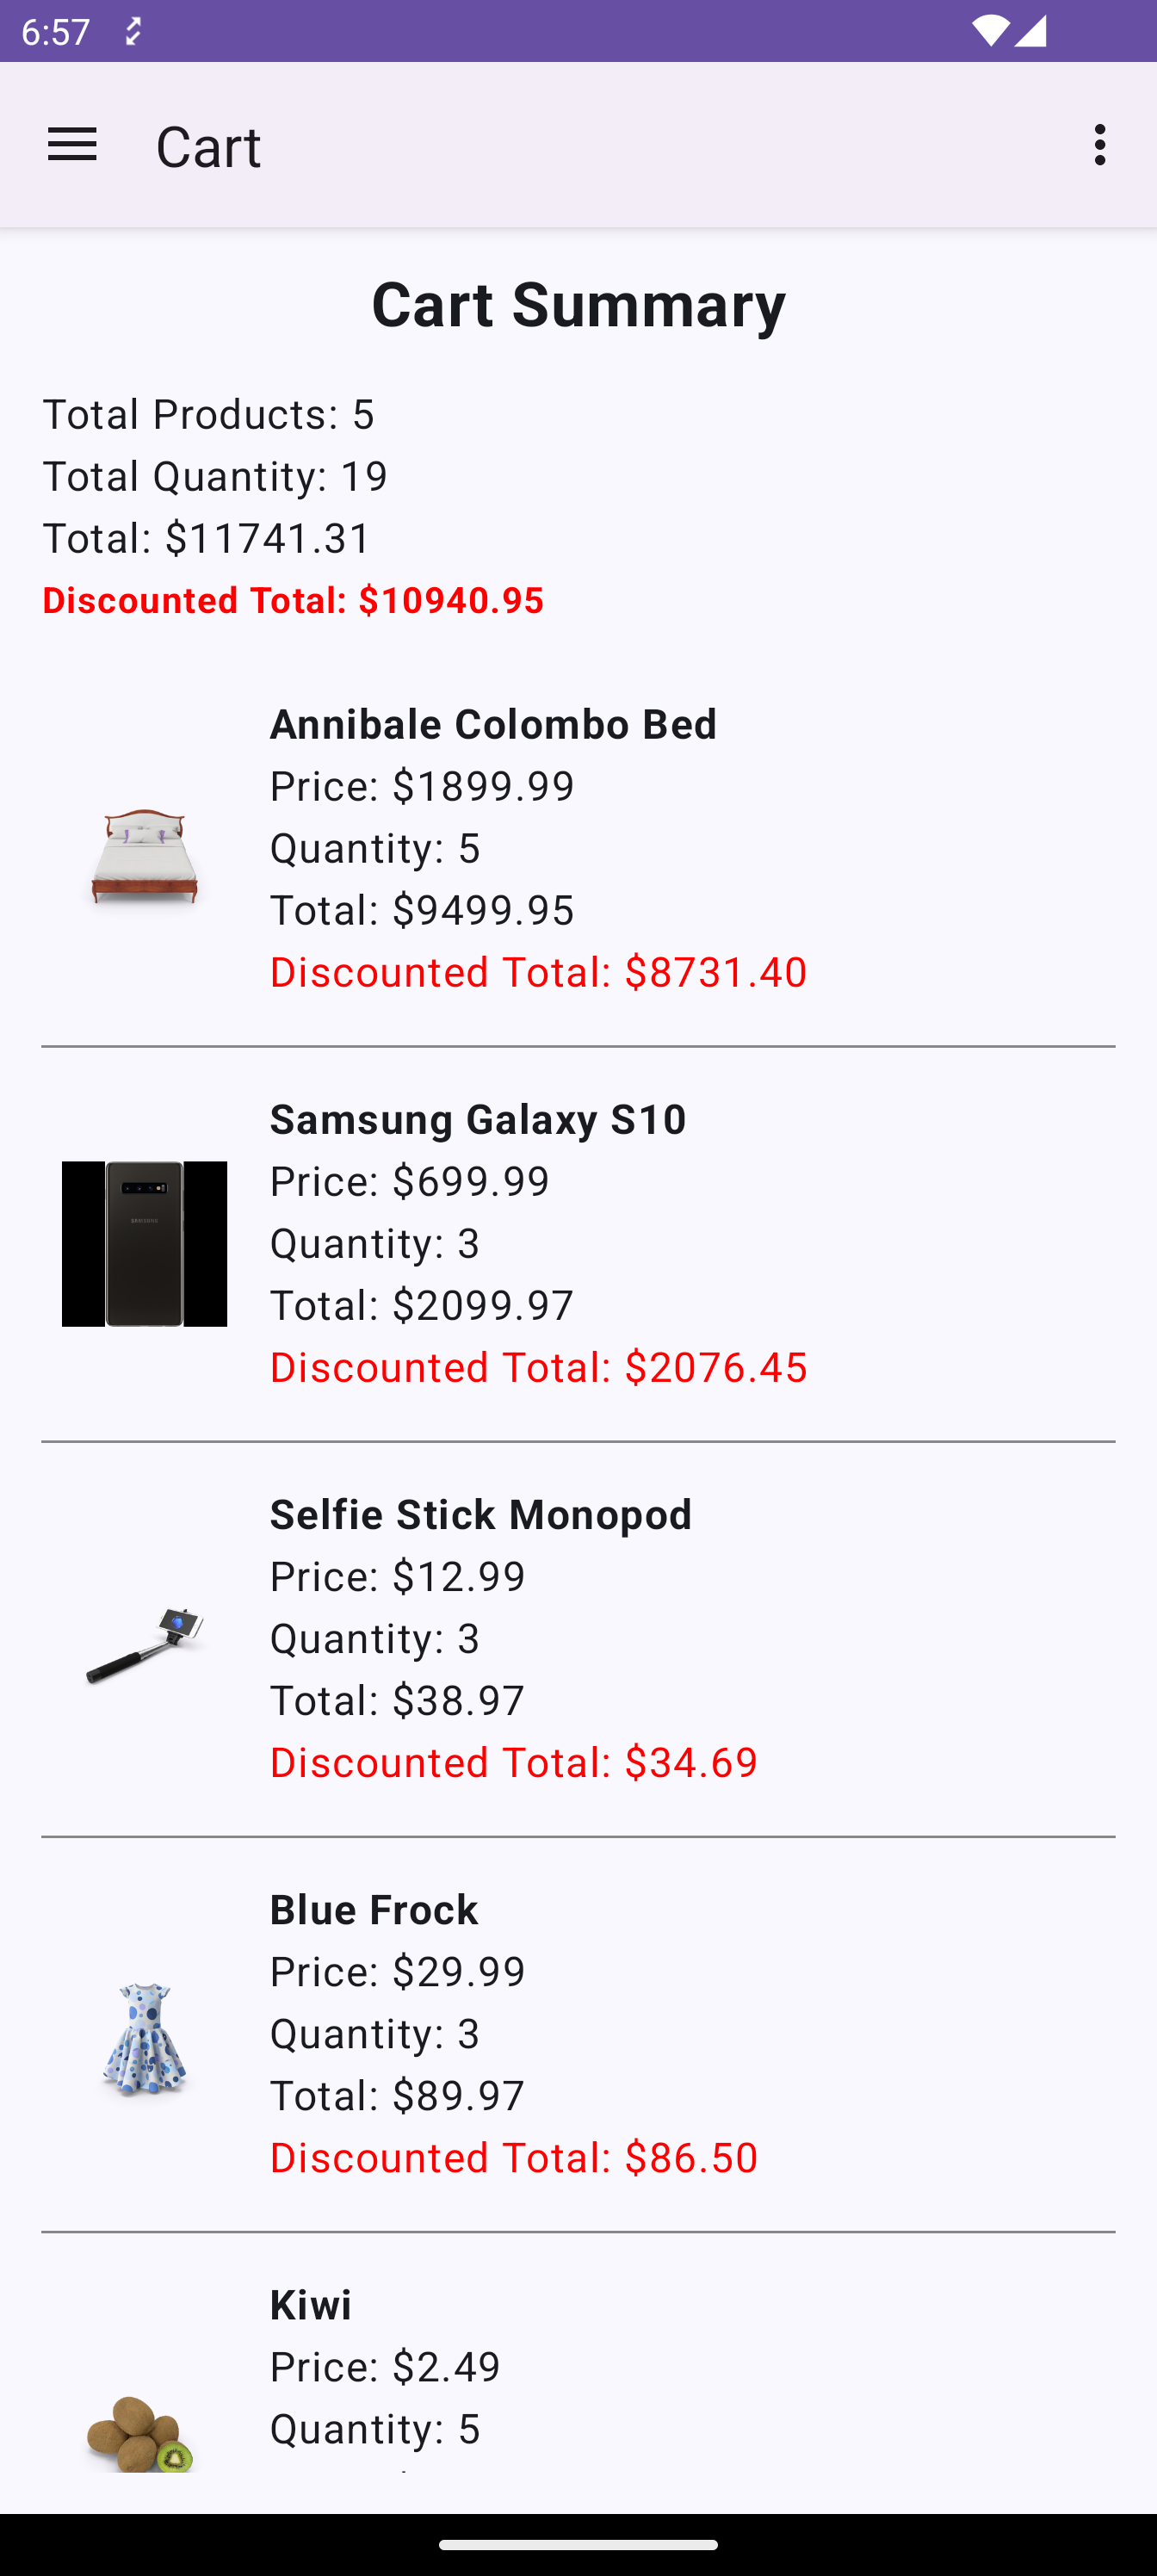 6:57
Cart
Cart Summary
Total Products: 5
Total Quantity: 19
Total: $11741.31
Discounted Total: $10940.95
Annibale Colombo Bed
Price: $1899.99
Quantity: 5
Total: $9499.95
Discounted Total: $8731.40
Samsung Galaxy S10
Price: $699.99
Quantity: 3
Total: $2099.97
Discounted Total: $2076.45
SAMSUNG
Selfie Stick Monopod
Price: $12.99
Quantity: 3
Total: $38.97
Discounted Total: $34.69
Blue Frock
Price: $29.99
Quantity: 3
Total: $89.97
Discounted Total: $86.50
Kiwi
Price: $2.49
Quantity: 5